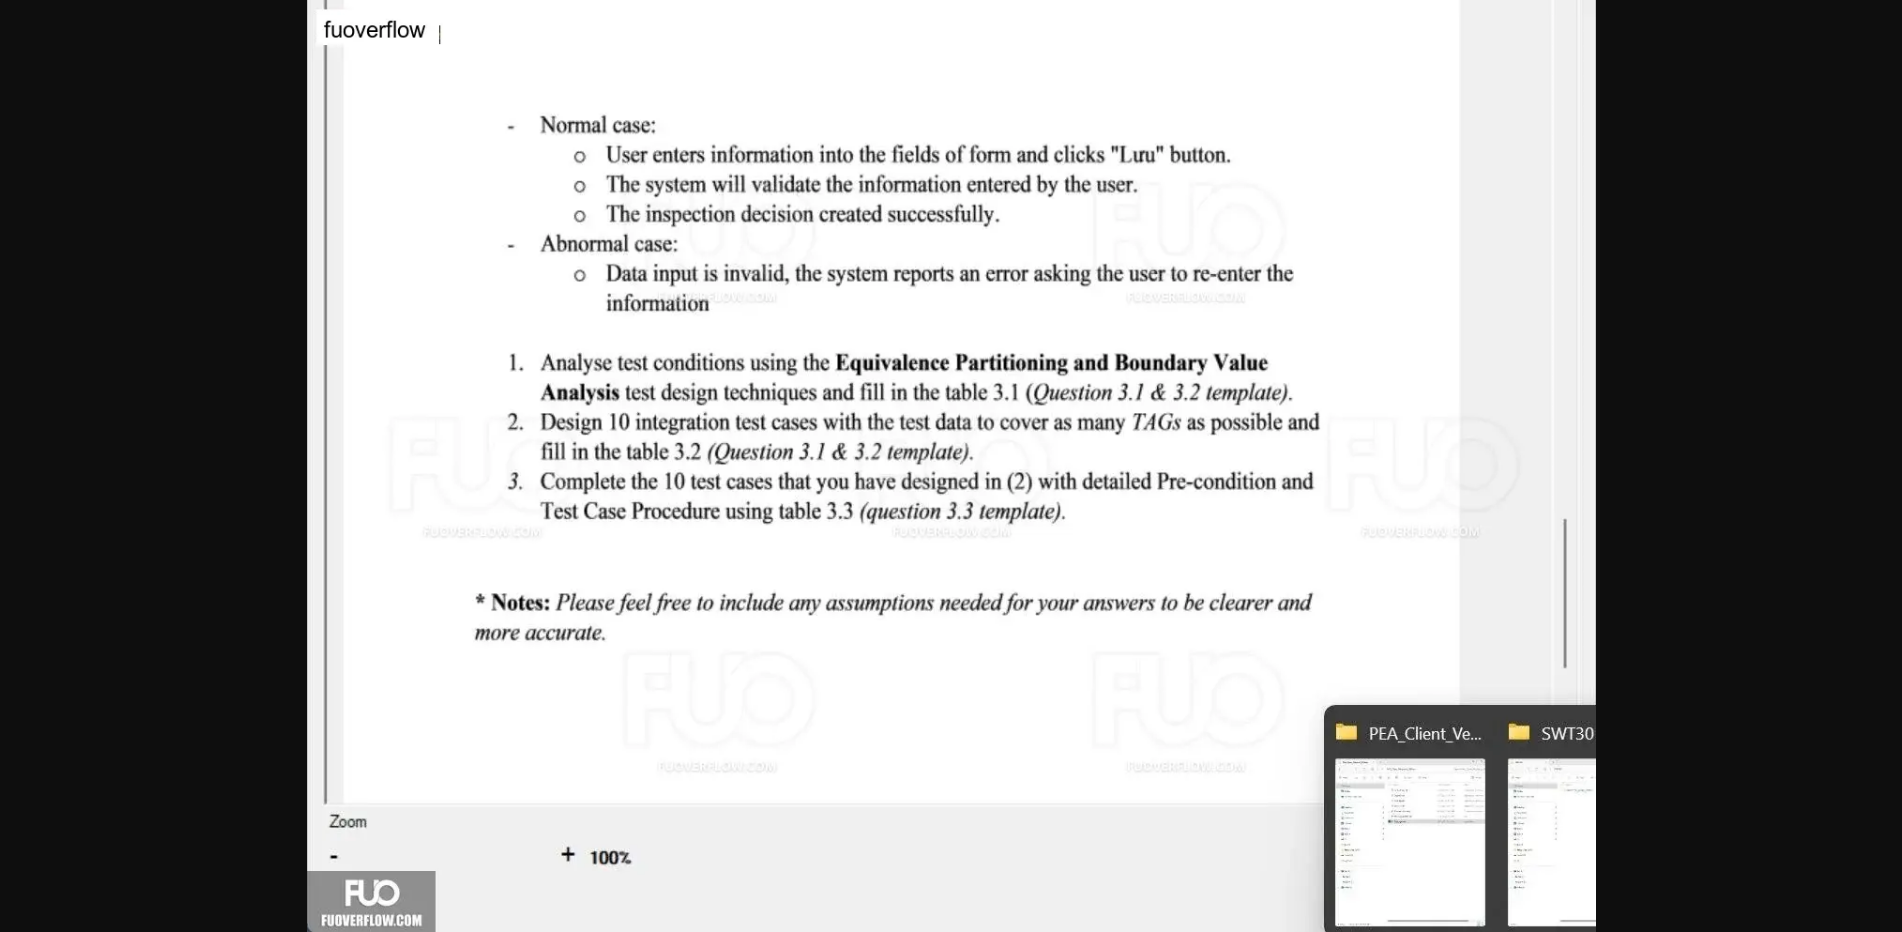 fuoverflow
- Normal case:
o User enters information into the fields of form and clicks "Lưu" button.
o The system will validate the information entered by the user.
o The inspection decision created successfully.
- Abnormal case:
o Data input is invalid, the system reports an error asking the user to re-enter the
information
1. Analyse test conditions using the Equivalence Partitioning and Boundary Value
Analysis test design techniques and fill in the table 3.1 (Question 3.1 & 3.2 template).
2. Design 10 integration test cases with the test data to cover as many TAGs as possible and
fill in the table 3.2 (Question 3.1 & 3.2 template).
3. Complete the 10 test cases that you have designed in (2) with detailed Pre-condition and
Test Case Procedure using table 3.3 (question 3.3 template).
* Notes: Please feel free to include any assumptions needed for your answers to be clearer and
more accurate.
FUO
FUOVERFLOW.COM
PEA_Client_Ve...
SWT30
Zoom
- + 100%
FUO
FUOVERFLOW.COM